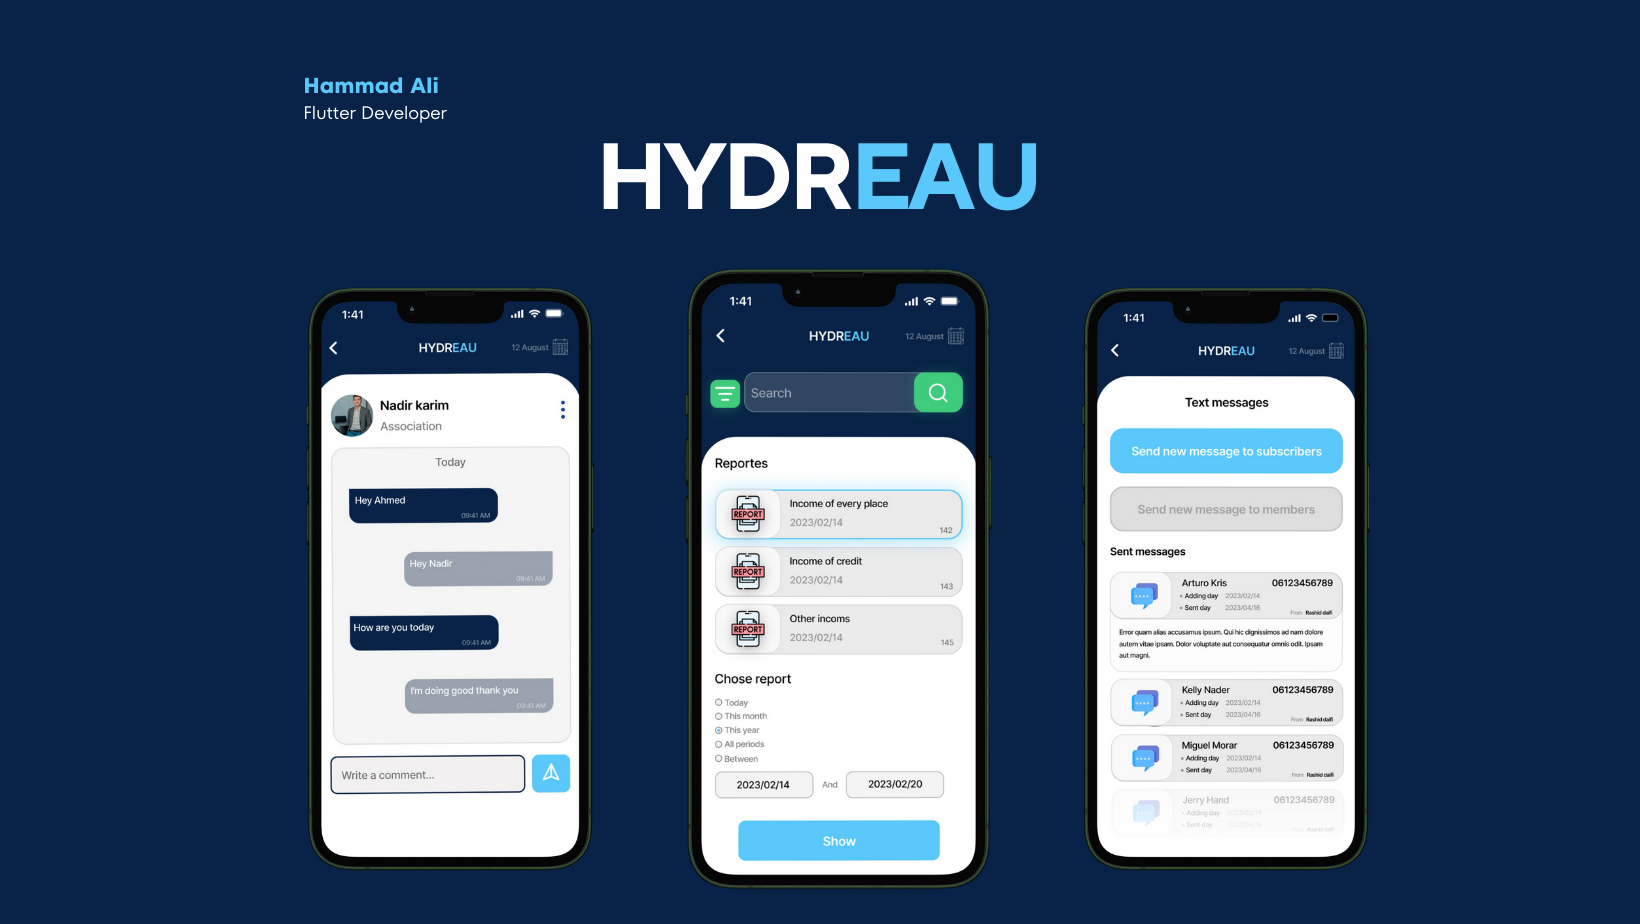 Hammad Ali
Flutter Developer
HYDREAU
1:41
HYDREAU
12 August
Nadir karim
Association
Today
Hey Ahmed
09:41 AM
Hey Nadir
09:41 AM
How are you today
09:41 AM
I'm doing good thank you
09:41 AM
Write a comment...
1:41
HYDREAU
12 August
Search
Reportes
REPORT
Income of every place
2023/02/14
142
REPORT
Income of credit
2023/02/14
143
REPORT
Other incoms
2023/02/14
145
Chose report
Today
This month
This year
All periods
Between
2023/02/14 And 2023/02/20
Show
1:41
HYDREAU
12 August
Text messages
Send new message to subscribers
Send new message to members
Sent messages
Arturo Kris 06123456789
• Adding day 2023/02/14
• Sent day 2023/04/16
From Rashid dalfi
Error quam alias accusamus ipsum. Qui hic dignissimos ad nam dolore
autem vitae ipsam. Dolor voluptate aut consequatur omnis odit. Ipsam
aut magni.
Kelly Nader 06123456789
• Adding day 2023/02/14
• Sent day 2023/04/16
From Rashid dalfi
Miguel Morar 06123456789
• Adding day 2023/02/14
• Sent day 2023/04/16
From Rashid dalfi
Jerry Hand 06123456789
• Adding day 2023/02/14
• Sent day 2023/04/16
From Rashid dalfi